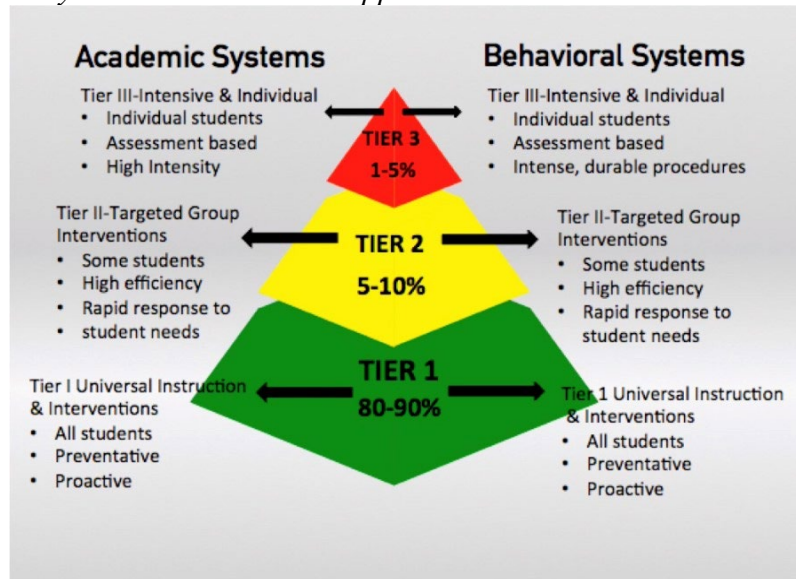 Academic Systems
Tier III-Intensive & Individual
• Individual students
• Assessment based
• High Intensity
Tier II-Targeted Group
Interventions
• Some students
• High efficiency
• Rapid response to
• student needs
Tier I Universal Instruction
& Interventions
• All students
• Preventative
• Proactive
TIER 3
1-5%
TIER 2
5-10%
TIER 1
80-90%
Behavioral Systems
Tier III-Intensive & Individual
• Individual students
• Assessment based
• Intense, durable procedures
Tier II-Targeted Group
Interventions
• Some students
• High efficiency
• Rapid response to
student needs
Tier 1 Universal Instruction
& Interventions
• All students
• Preventative
• Proactive